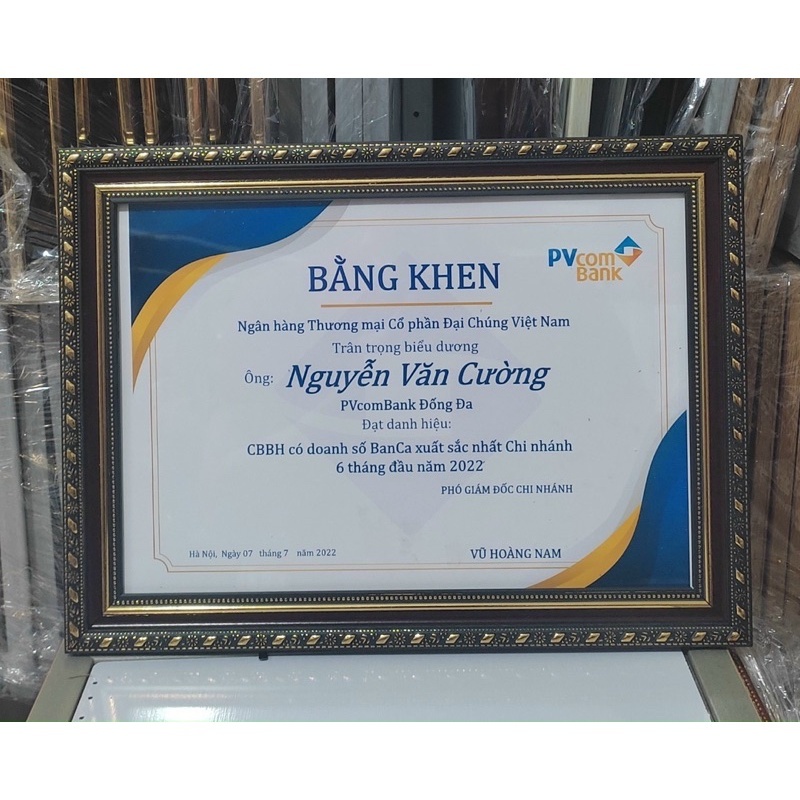 BẰNG KHEN
PVcom
Bank
Ngân hàng Thương mại Cổ phần Đại Chúng Việt Nam
Trân trọng biểu dương
Ông: Nguyễn Văn Cường
PVcomBank Đống Đa
Đạt danh hiệu:
CBBH có doanh số BanCa xuất sắc nhất Chi nhánh
6 tháng đầu năm 2022
PHÓ GIÁM ĐỐC CHI NHÁNH
Hà Nội, Ngày 07 tháng 7 năm 2022
VŨ HOÀNG NAM